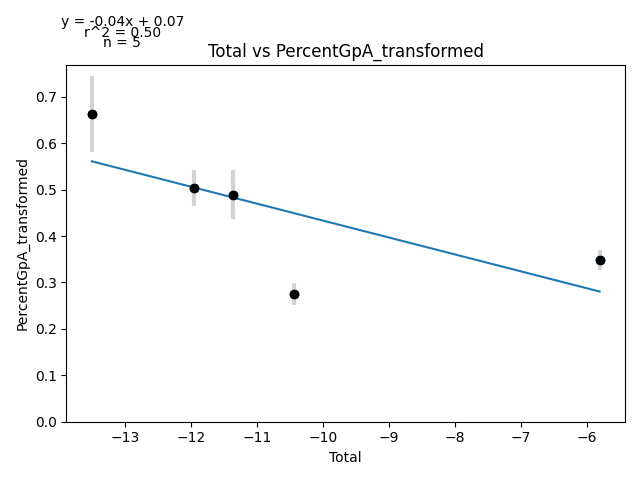 y = -0.04x + 0.07
r^2 = 0.50
n = 5
Total vs PercentGpA_transformed
PercentGpA_transformed
0.7
0.6
0.5
0.4
0.3
0.2
0.1
0.0
−13
−12
−11
−10
−9
−8
−7
−6
Total